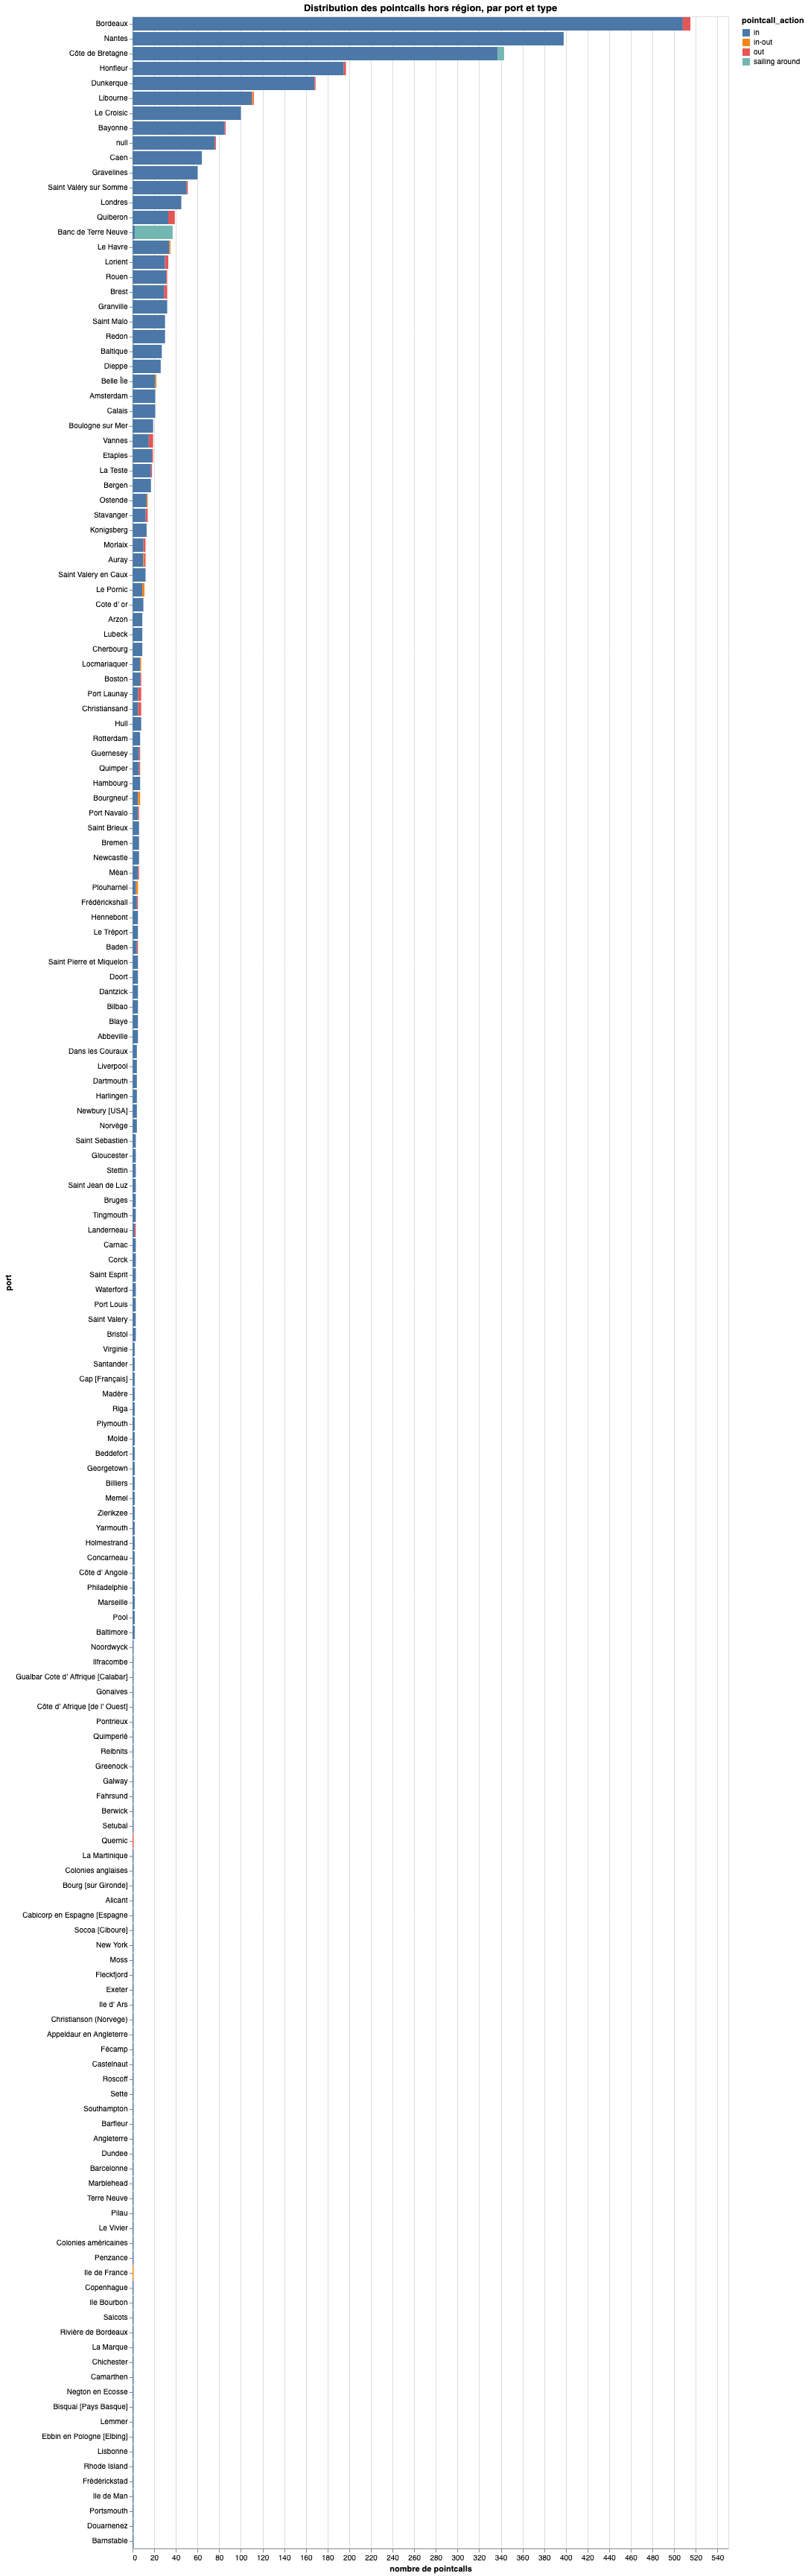 Distribution des pointcalls hors région, par port et type
pointcall_action
in
in-out
out
sailing around
Bordeaux
Nantes
Côte de Bretagne
Honfleur
Dunkerque
Libourne
Le Croisic
Bayonne
null
Caen
Gravelines
Saint Valéry sur Somme
Londres
Quiberon
Banc de Terre Neuve
Le Havre
Lorient
Rouen
Brest
Granville
Saint Malo
Redon
Baltique
Dieppe
Belle Île
Amsterdam
Calais
Boulogne sur Mer
Vannes
Etaples
La Teste
Bergen
Ostende
Stavanger
Konigsberg
Morlaix
Auray
Saint Valery en Caux
Le Pornic
Cote d' or
Arzon
Lubeck
Cherbourg
Locmariaquer
Boston
Port Launay
Christiansand
Hull
Rotterdam
Guernesey
Quimper
Hambourg
Bourgneuf
Port Navalo
Saint Brieux
Bremen
Newcastle
Méan
Plouharnel
Frédérickshall
Hennebont
Le Tréport
Baden
Saint Pierre et Miquelon
Doort
Dantzick
Bilbao
Blaye
Abbeville
Dans les Couraux
Liverpool
Dartmouth
Harlingen
Newbury [USA]
Norvège
Saint Sebastien
Gloucester
Stettin
Saint Jean de Luz
Bruges
Tingmouth
Landerneau
Carnac
Corck
Saint Esprit
Waterford
Port Louis
Saint Valery
Bristol
Virginie
Santander
Cap [Français]
Madère
Riga
Plymouth
Molde
Beddefort
Georgetown
Billiers
Memel
Zierikzee
Yarmouth
Holmestrand
Concarneau
Côte d' Angole
Philadelphie
Marseille
Pool
Baltimore
Noordwyck
Ilfracombe
Gualbar Cote d' Affrique [Calabar]
Gonaives
Côte d' Afrique [de l' Ouest]
Pontrieux
Quimperlé
Reibnits
Greenock
Galway
Fahrsund
Berwick
Setubal
Quernic
La Martinique
Colonies anglaises
Bourg [sur Gironde]
Alicant
Cabicorp en Espagne [Espagne
Socoa [Ciboure]
New York
Moss
Fleckfjord
Exeter
Ile d' Ars
Christianson (Norvege)
Appeldaur en Angleterre
Fécamp
Castelnaut
Roscoff
Sette
Southampton
Barfleur
Angleterre
Dundee
Barcelonne
Marblehead
Terre Neuve
Pilau
Le Vivier
Colonies américaines
Penzance
Ile de France
Copenhague
Ile Bourbon
Salcots
Rivière de Bordeaux
La Marque
Chichester
Camarthen
Negton en Ecosse
Bisquai [Pays Basque]
Lemmer
Ebbin en Pologne [Elbing]
Lisbonne
Rhode Island
Frédérickstad
Ile de Man
Portsmouth
Douarnenez
Barnstable
port
0 20 40 60 80 100 120 140 160 180 200 220 240 260 280 300 320 340 360 380 400 420 440 460 480 500 520 540
nombre de pointcalls